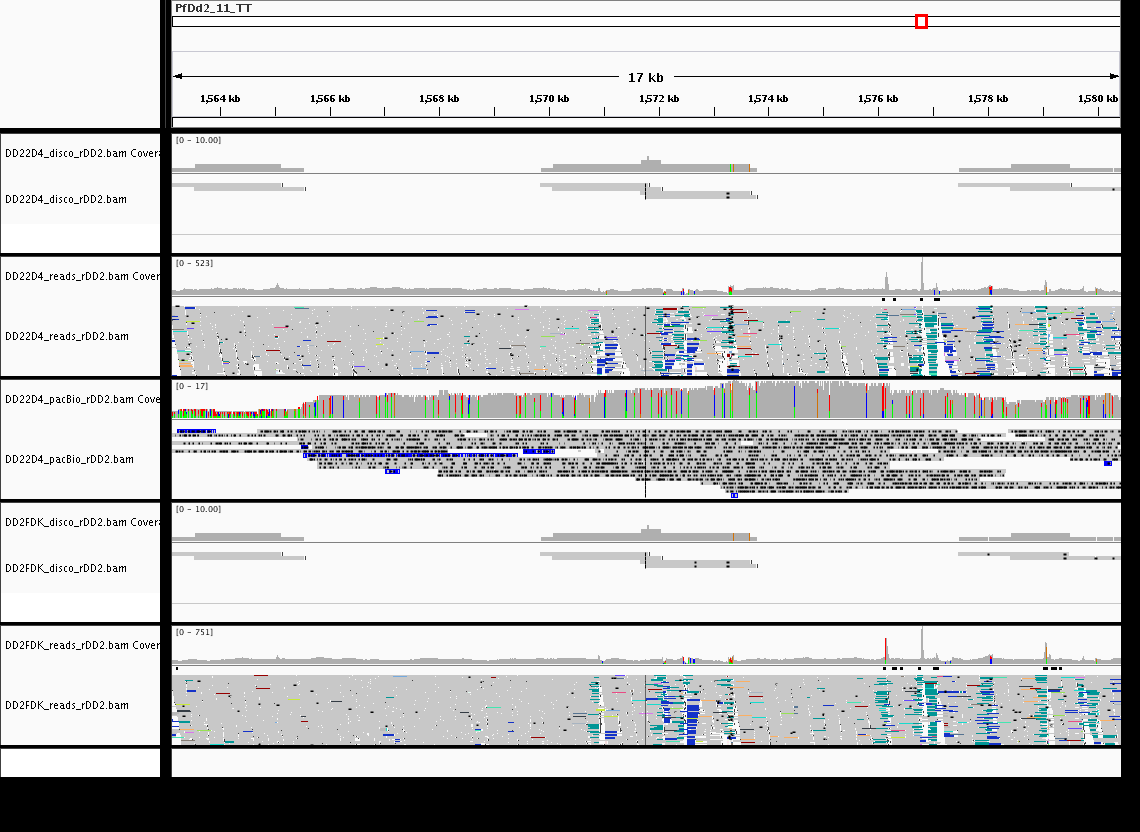 PfDd2_11_TT
17 kb
1,564 kb 1,566 kb 1,568 kb 1,570 kb 1,572 kb 1,574 kb 1,576 kb 1,578 kb 1,580 kb
[0 - 10.00]
DD22D4_disco_rDD2.bam Covera
DD22D4_disco_rDD2.bam
[0 - 523]
DD22D4_reads_rDD2.bam Cover
DD22D4_reads_rDD2.bam
[0 - 17]
DD22D4_pacBio_rDD2.bam Cove
DD22D4_pacBio_rDD2.bam
[0 - 10.00]
DD2FDK_disco_rDD2.bam Covera
DD2FDK_disco_rDD2.bam
[0 - 751]
DD2FDK_reads_rDD2.bam Cover
DD2FDK_reads_rDD2.bam